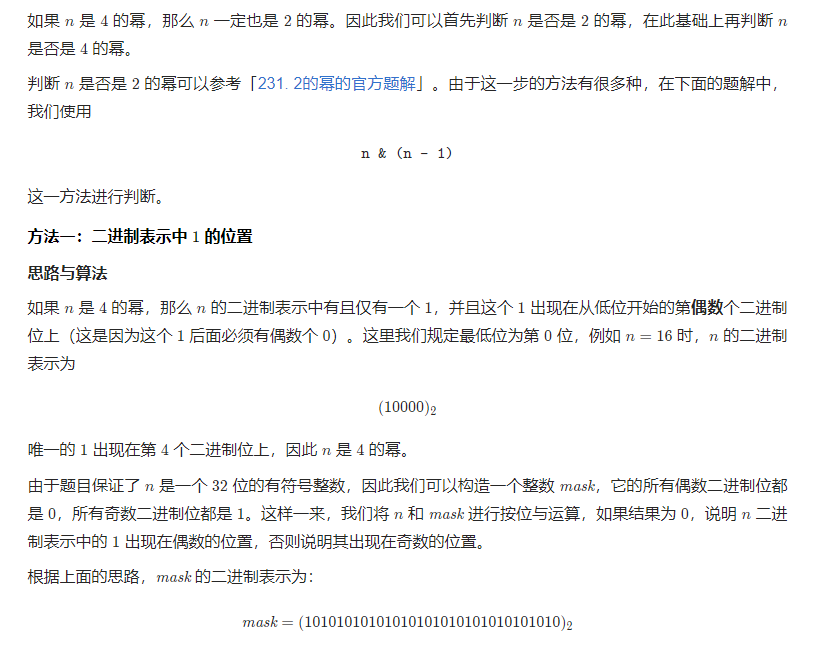 如果 n 是 4 的幂，那么 n 一定也是 2 的幂。因此我们可以首先判断 n 是否是 2 的幂，在此基础上再判断 n
是否是 4 的幂。
判断 n 是否是 2 的幂可以参考「231. 2的幂的官方题解」。由于这一步的方法有很多种，在下面的题解中，
我们使用
n & (n - 1)
这一方法进行判断。
方法一：二进制表示中 1 的位置
思路与算法
如果 n 是 4 的幂，那么 n 的二进制表示中有且仅有一个 1，并且这个 1 出现在从低位开始的第偶数个二进制
位上（这是因为这个 1 后面必须有偶数个 0）。这里我们规定最低位为第 0 位，例如 n = 16 时，n 的二进制
表示为
(10000)₂
唯一的 1 出现在第 4 个二进制位上，因此 n 是 4 的幂。
由于题目保证了 n 是一个 32 位的有符号整数，因此我们可以构造一个整数 mask，它的所有偶数二进制位都
是 0，所有奇数二进制位都是 1。这样一来，我们将 n 和 mask 进行按位与运算，如果结果为 0，说明 n 二进
制表示中的 1 出现在偶数的位置，否则说明其出现在奇数的位置。
根据上面的思路，mask 的二进制表示为：
mask = (10101010101010101010101010101010)₂